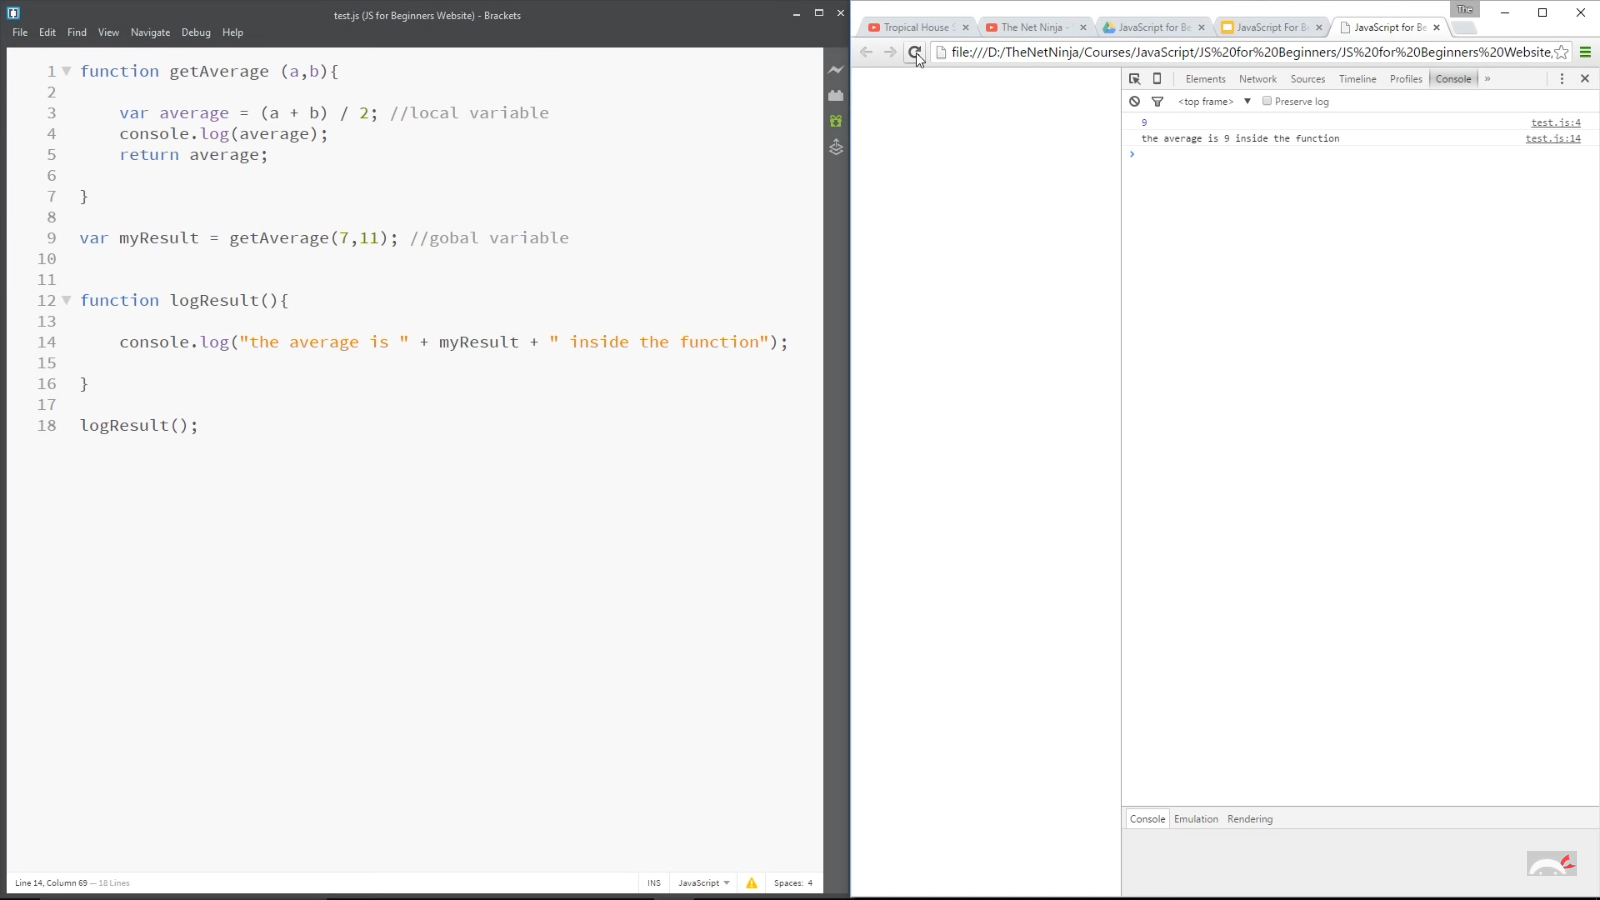 test.js (JS for Beginners Website) - Brackets
File Edit Find View Navigate Debug Help
1 function getAverage (a,b){
2
3 var average = (a + b) / 2; //local variable
4 console.log(average);
5 return average;
6
7 }
8
9 var myResult = getAverage(7,11); //gobal variable
10
11
12 function logResult(){
13
14 console.log("the average is " + myResult + " inside the function");
15
16 }
17
18 logResult();
Line 14, Column 69 — 18 Lines
INS JavaScript Spaces: 4
The
Tropical House The Net Ninja - JavaScript for Be JavaScript For Be JavaScript for Be
file:///D:/TheNetNinja/Courses/JavaScript/JS%20for%20Beginners/JS%20for%20Beginners%20Website,
Elements Network Sources Timeline Profiles Console »
<top frame> Preserve log
9 test.js:4
the average is 9 inside the function test.js:14
Console Emulation Rendering